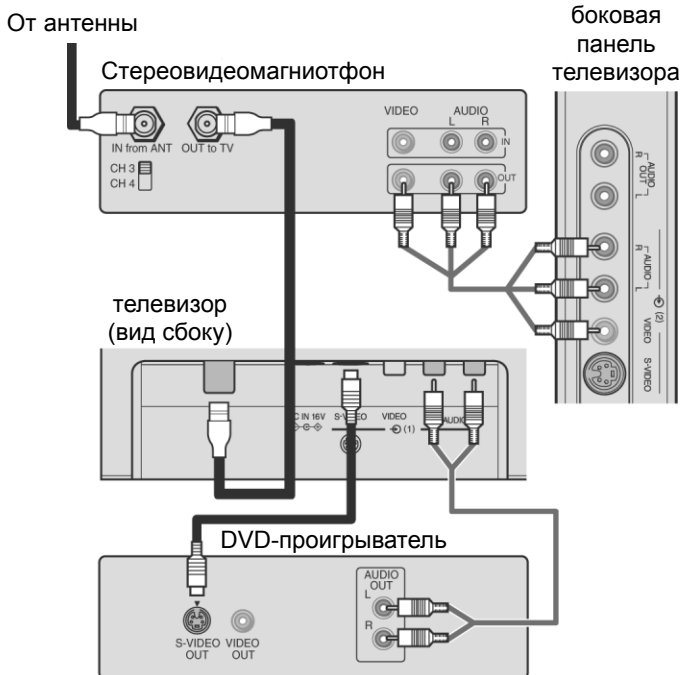 От антенны
боковая
панель
телевизора
Стереовидеомагниотфон
VIDEO
AUDIO
L
R
IN
IN from ANT
OUT to TV
CH 3
CH 4
OUT
R
AUDIO OUT
L
R
AUDIO
L
(2)
VIDEO
S-VIDEO
телевизор
(вид сбоку)
IN 16V
S-VIDEO
VIDEO
(1)
AUDIO
DVD-проигрыватель
AUDIO
OUT
L
R
S-VIDEO
OUT
VIDEO
OUT